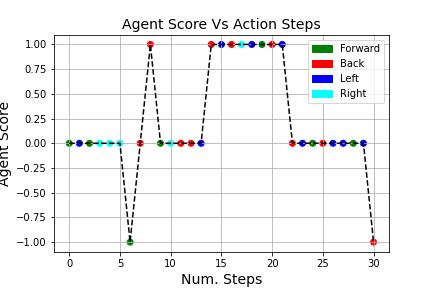 Agent Score Vs Action Steps
Agent Score
1.00
0.75
0.50
0.25
0.00
−0.25
−0.50
−0.75
−1.00
Forward
Back
Left
Right
0 5 10 15 20 25 30
Num. Steps